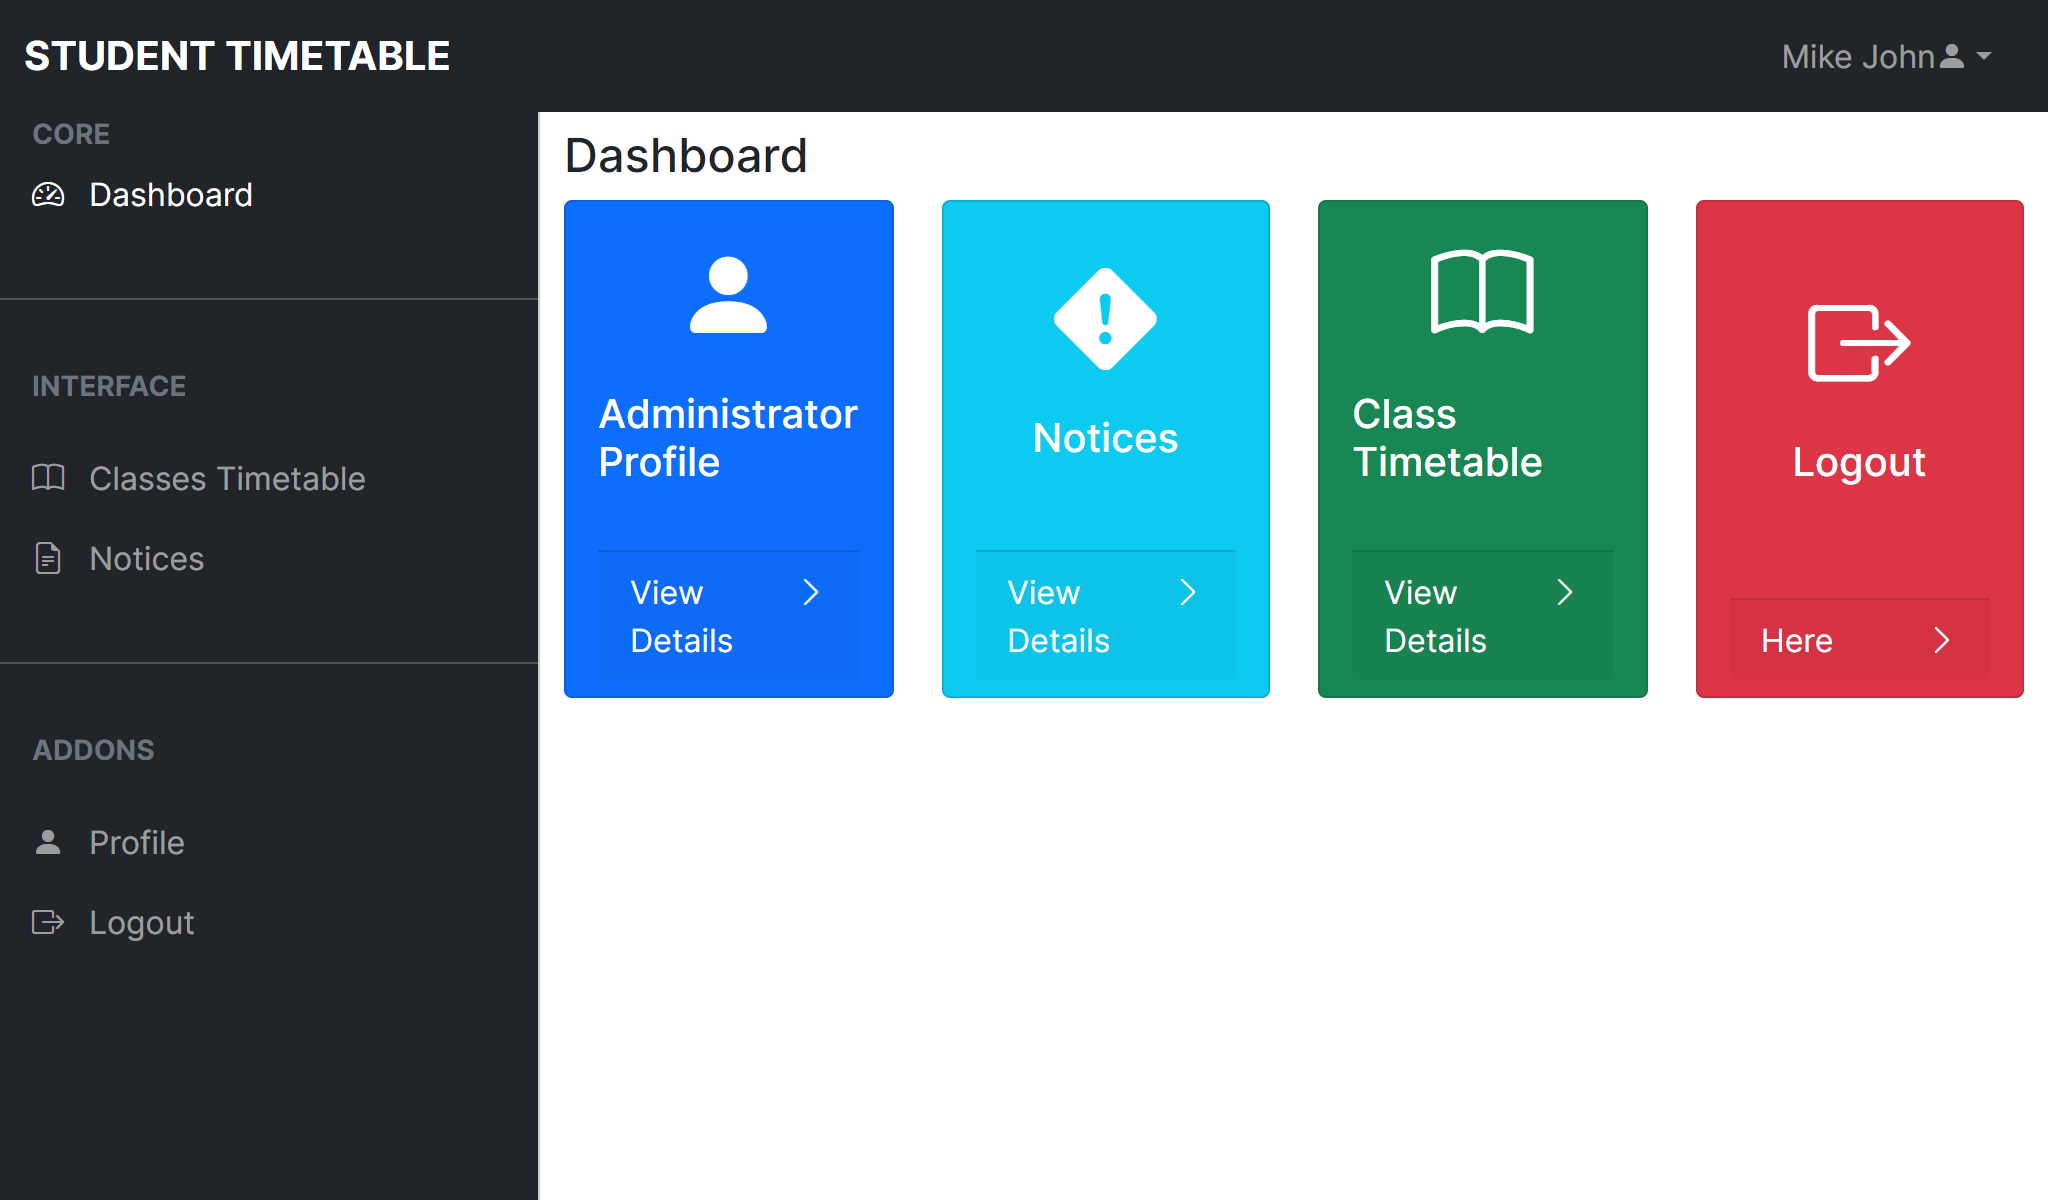 STUDENT TIMETABLE
Mike John
CORE
Dashboard
INTERFACE
Classes Timetable
Notices
ADDONS
Profile
Logout
Dashboard
Administrator
Profile
View
Details
Notices
View
Details
Class
Timetable
View
Details
Logout
Here